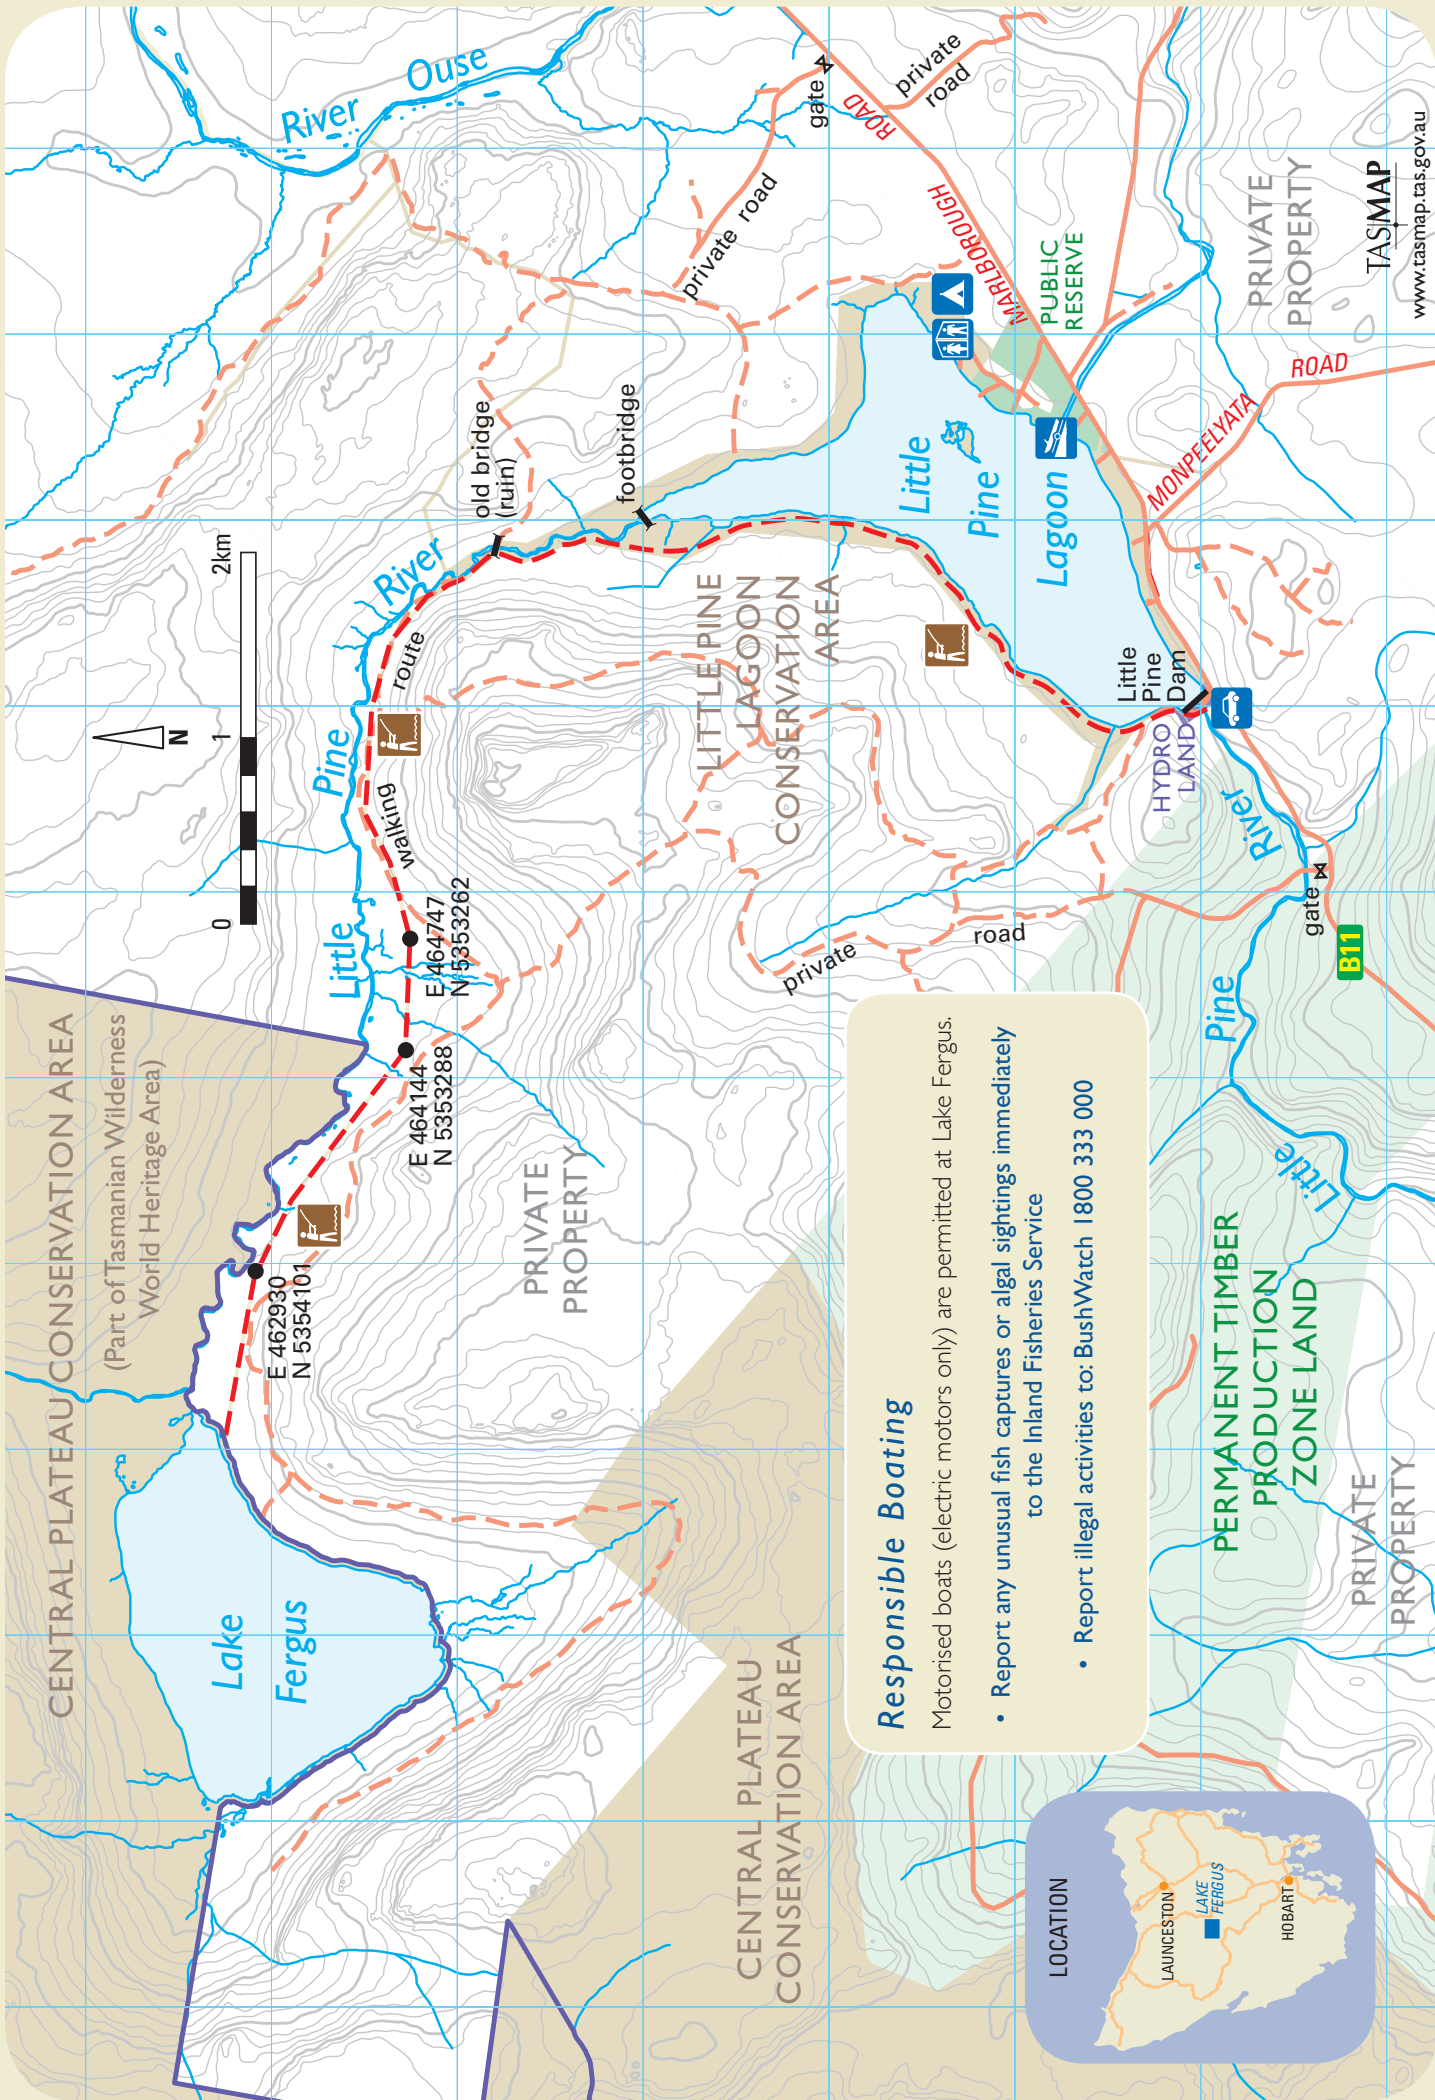 CENTRAL PLATEAU CONSERVATION AREA
(Part of Tasmanian Wilderness
World Heritage Area)
Lake
Fergus
E 462930
N 5354101
E 464144
N 5353288
E 464747
N 5353262
Little
Pine
River
walking
route
0
1
2km
N
River
Ouse
old bridge
(ruin)
footbridge
PRIVATE
PROPERTY
LITTLE PINE
LAGOON
CONSERVATION
AREA
private road
gate
MARLBOROUGH
ROAD
private
road
PUBLIC
RESERVE
Little
Pine
Lagoon
CENTRAL PLATEAU
CONSERVATION AREA
private
road
Little
Pine
Dam
HYDRO
LAND
MONPEELYATA
ROAD
PRIVATE
PROPERTY
Responsible Boating
Motorised boats (electric motors only) are permitted at Lake Fergus.
• Report any unusual fish captures or algal sightings immediately
to the Inland Fisheries Service
• Report illegal activities to: BushWatch 1800 333 000
River
gate
B11
Pine
Little
PERMANENT TIMBER
PRODUCTION
ZONE LAND
PRIVATE
PROPERTY
LOCATION
LAUNCESTON
LAKE
FERGUS
HOBART
TASMAP
www.tasmap.tas.gov.au